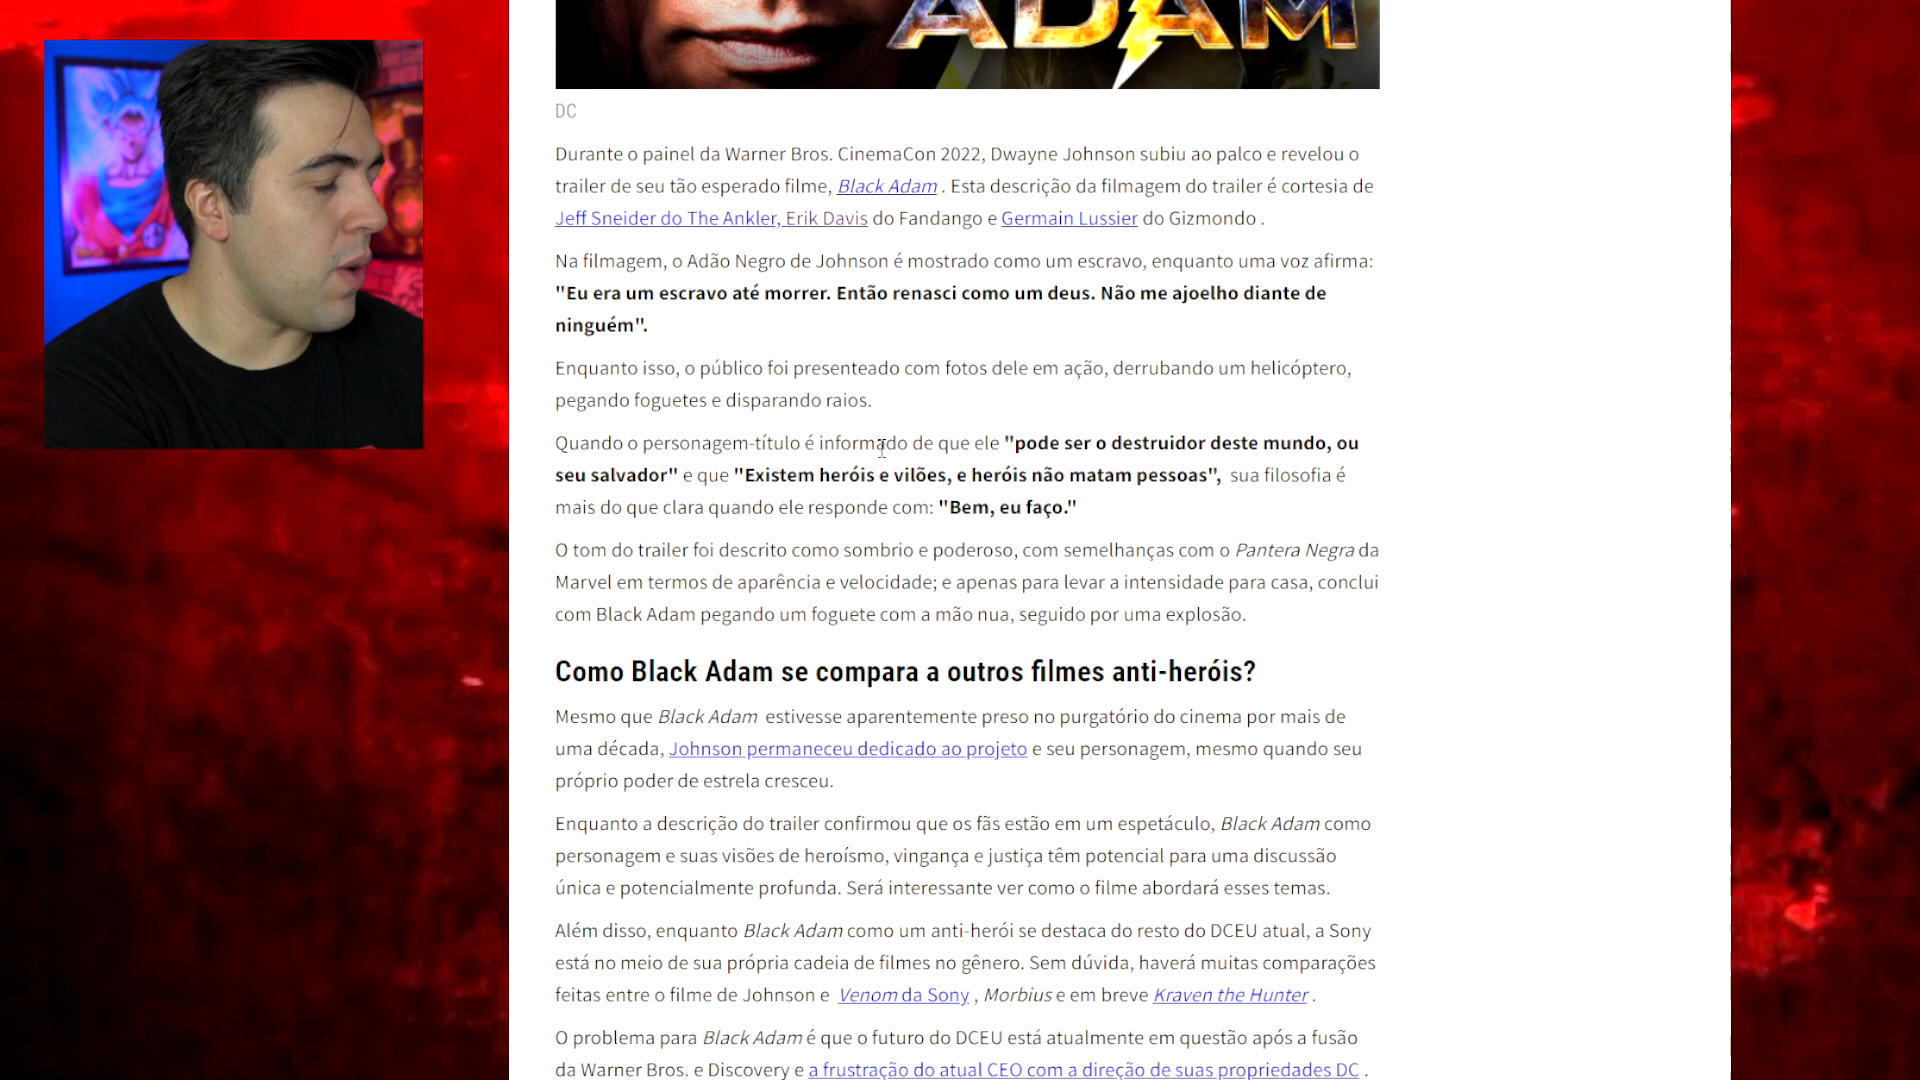 ADAM
DC
Durante o painel da Warner Bros. CinemaCon 2022, Dwayne Johnson subiu ao palco e revelou o
trailer de seu tão esperado filme, Black Adam . Esta descrição da filmagem do trailer é cortesia de
Jeff Sneider do The Ankler, Erik Davis do Fandango e Germain Lussier do Gizmondo .
Na filmagem, o Adão Negro de Johnson é mostrado como um escravo, enquanto uma voz afirma:
"Eu era um escravo até morrer. Então renasci como um deus. Não me ajoelho diante de
ninguém".
Enquanto isso, o público foi presenteado com fotos dele em ação, derrubando um helicóptero,
pegando foguetes e disparando raios.
Quando o personagem-título é informado de que ele "pode ser o destruidor deste mundo, ou
seu salvador" e que "Existem heróis e vilões, e heróis não matam pessoas", sua filosofia é
mais do que clara quando ele responde com: "Bem, eu faço."
O tom do trailer foi descrito como sombrio e poderoso, com semelhanças com o Pantera Negra da
Marvel em termos de aparência e velocidade; e apenas para levar a intensidade para casa, conclui
com Black Adam pegando um foguete com a mão nua, seguido por uma explosão.
Como Black Adam se compara a outros filmes anti-heróis?
Mesmo que Black Adam estivesse aparentemente preso no purgatório do cinema por mais de
uma década, Johnson permaneceu dedicado ao projeto e seu personagem, mesmo quando seu
próprio poder de estrela cresceu.
Enquanto a descrição do trailer confirmou que os fãs estão em um espetáculo, Black Adam como
personagem e suas visões de heroísmo, vingança e justiça têm potencial para uma discussão
única e potencialmente profunda. Será interessante ver como o filme abordará esses temas.
Além disso, enquanto Black Adam como um anti-herói se destaca do resto do DCEU atual, a Sony
está no meio de sua própria cadeia de filmes no gênero. Sem dúvida, haverá muitas comparações
feitas entre o filme de Johnson e Venom da Sony , Morbius e em breve Kraven the Hunter .
O problema para Black Adam é que o futuro do DCEU está atualmente em questão após a fusão
da Warner Bros. e Discovery e a frustração do atual CEO com a direção de suas propriedades DC .